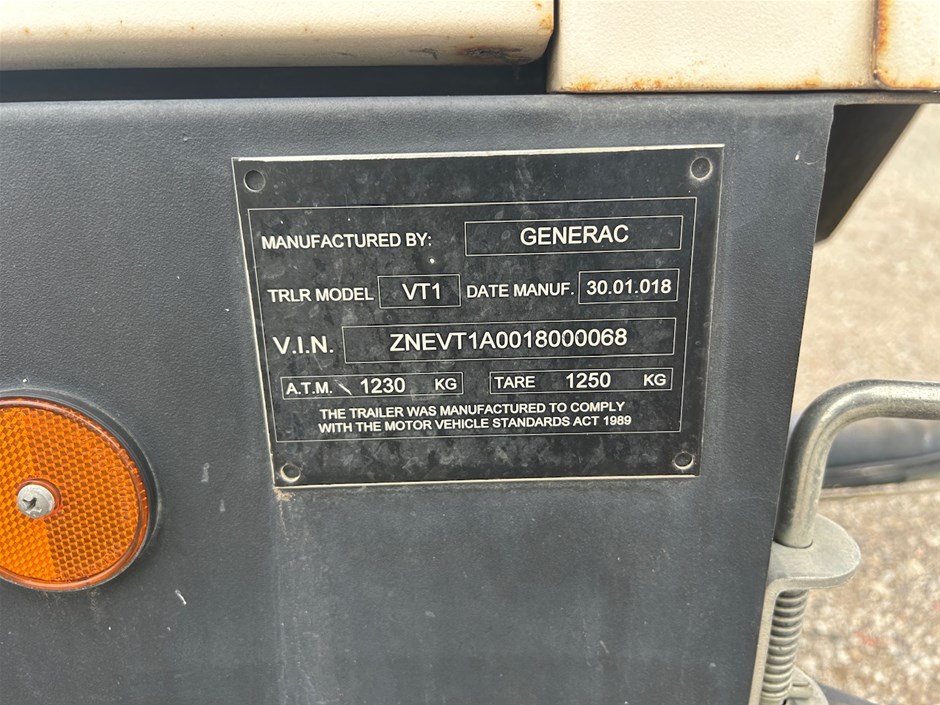 MANUFACTURED BY: GENERAC
TRLR MODEL VT1 DATE MANUF. 30.01.018
V.I.N. ZNEVT1A0018000068
A.T.M. 1230 KG TARE 1250 KG
THE TRAILER WAS MANUFACTURED TO COMPLY
WITH THE MOTOR VEHICLE STANDARDS ACT 1989